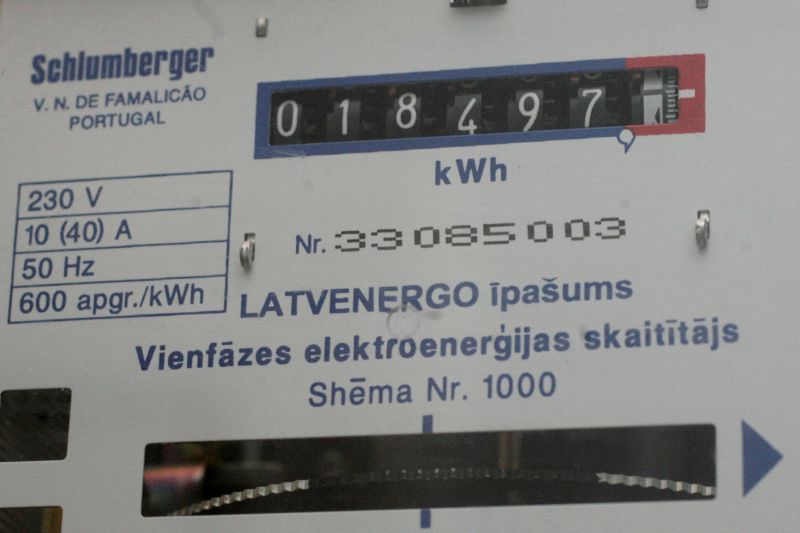 Schlumberger
V. N. DE FAMALICÃO
PORTUGAL
018497
kWh
230 V
10 (40) A
50 Hz
600 apgr./kWh
Nr. 33085003
LATVENERGO īpašums
Vienfāzes elektroenerģijas skaitītājs
Shēma Nr. 1000